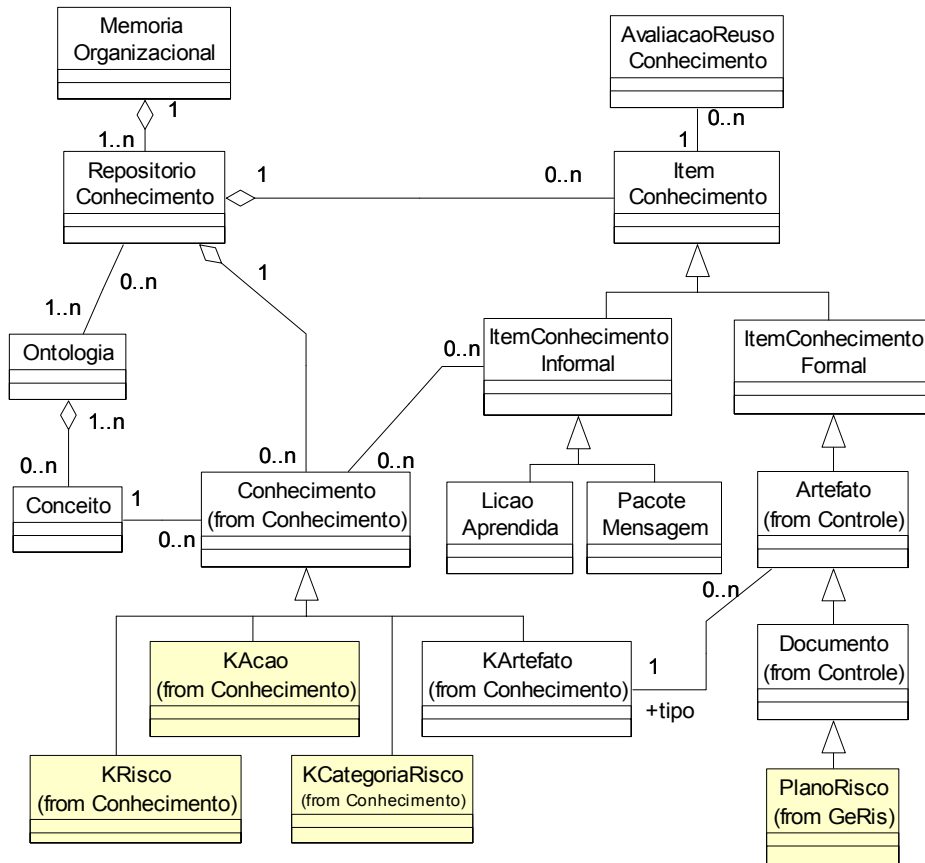 Memoria
Organizacional
AvaliacaoReuso
Conhecimento
1
1..n
0..n
1
Repositorio
Conhecimento
1
0..n
Item
Conhecimento
0..n
1..n
1
Ontologia
1..n
0..n
ItemConhecimento
Informal
0..n
ItemConhecimento
Formal
0..n
0..n
Conceito
1
0..n
Conhecimento
(from Conhecimento)
Licao
Aprendida
Pacote
Mensagem
Artefato
(from Controle)
0..n
KAcao
(from Conhecimento)
KArtefato
(from Conhecimento)
1
+tipo
Documento
(from Controle)
KRisco
(from Conhecimento)
KCategoriaRisco
(from Conhecimento)
PlanoRisco
(from GeRis)